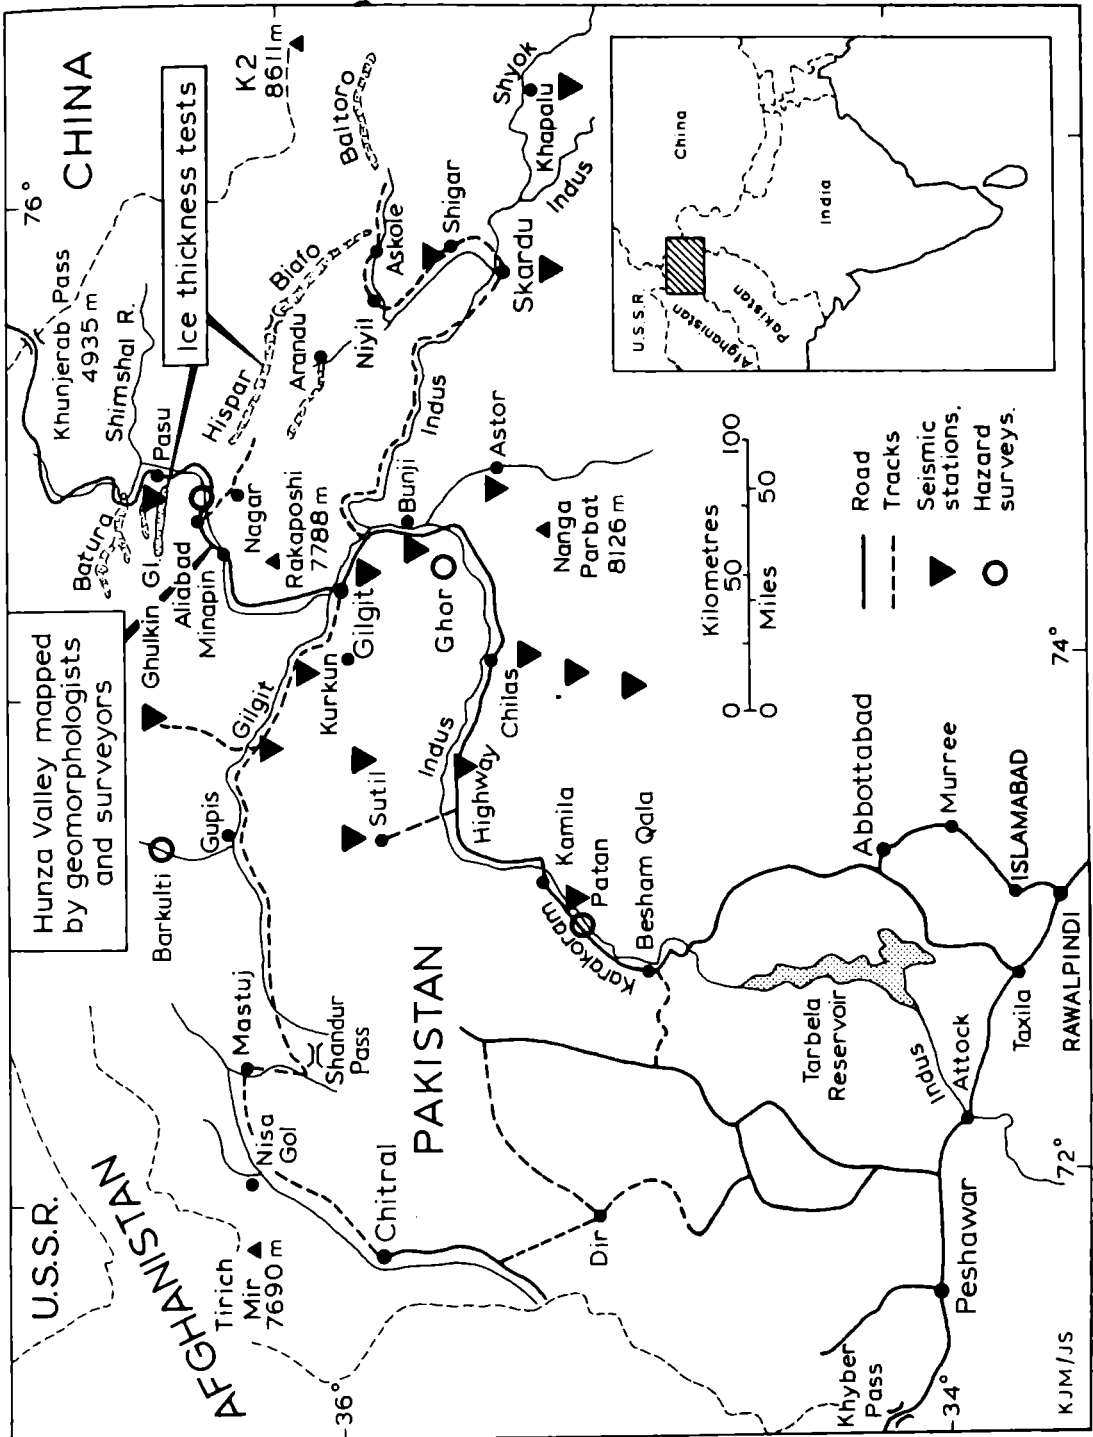 U.S.S.R.
AFGHANISTAN
Tirich
Mir
7690 m
Nisa
Gol
Mastuj
Chitral
Shandur
Pass
PAKISTAN
Dir
Khyber
Pass
Peshawar
KJM/JS
36°
34°
72°
Hunza Valley mapped
by geomorphologists
and surveyors
Barkulti
Gupis
Gilgit
Sutil
Kurkun
Gilgit
Indus
Highway
Karakoram
Chilas
Kamila
Patan
Besham Qala
Tarbela
Reservoir
Indus
Attock
Taxila
RAWALPINDI
ISLAMABAD
Murree
Abbottabad
74°
Ghulkin Gl.
Aliabad
Minapin
Batura
Pasu
Nagar
Rakaposhi
7788 m
Ghor
Bunji
Astor
Nanga
Parbat
8126 m
Khunjerab Pass
4935 m
Shimshal R.
CHINA
76°
Ice thickness tests
Hispar
Biafo
Arandu
Niyil
Askole
Baltoro
K2
8611 m
Indus
Shigar
Skardu
Shyok
Khapalu
Indus
Kilometres
0 50 100
0 50
Miles
Road
Tracks
Seismic
stations.
Hazard
surveys.
U.S.S.R.
China
Afghanistan
Pakistan
India